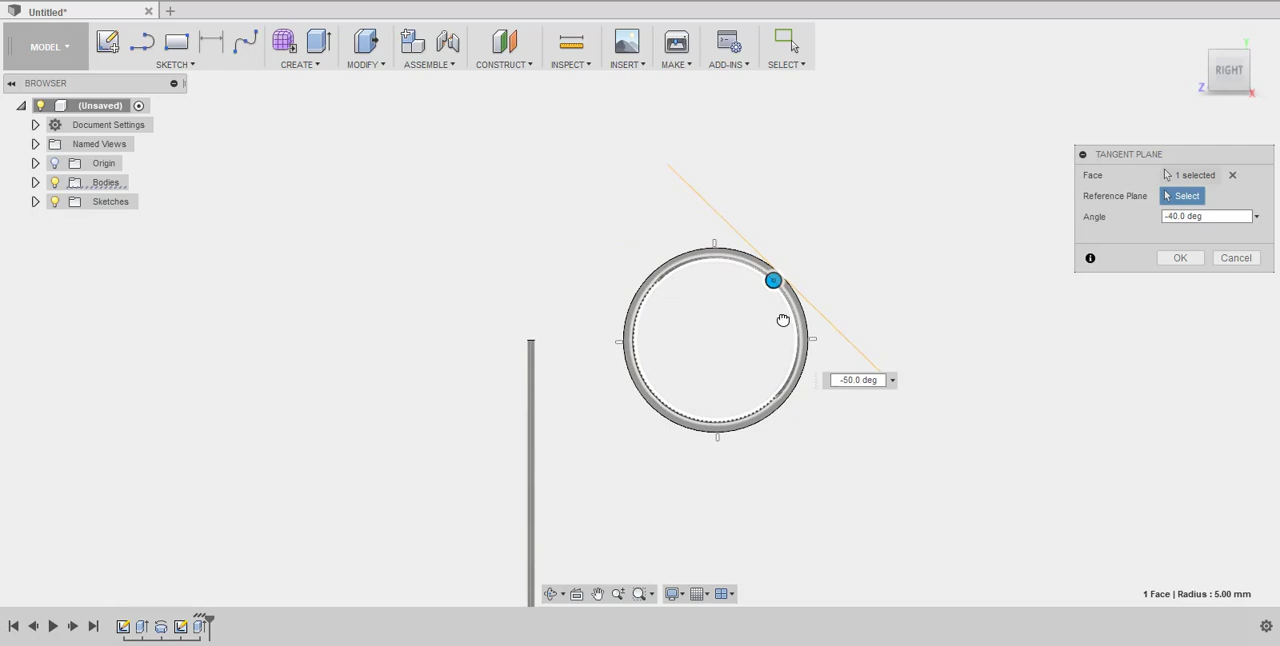 Untitled*
MODEL
SKETCH
CREATE
MODIFY
ASSEMBLE
CONSTRUCT
INSPECT
INSERT
MAKE
ADD-INS
SELECT
BROWSER
(Unsaved)
Document Settings
Named Views
Origin
Bodies
Sketches
Y
RIGHT
Z
X
TANGENT PLANE
Face
1 selected
Reference Plane
Select
Angle
-40.0 deg
OK
Cancel
-50.0 deg
1 Face | Radius : 5.00 mm